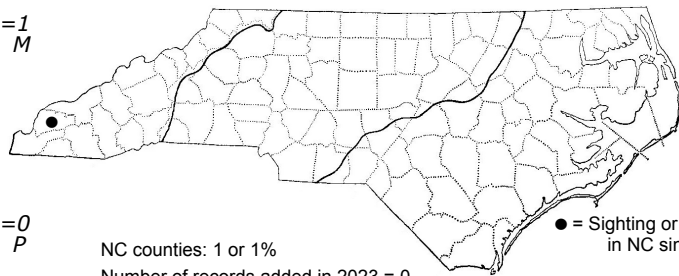 =1
M
=0
P
NC counties: 1 or 1%
● = Sighting or
in NC sin
Number of records added in 2023 = 0